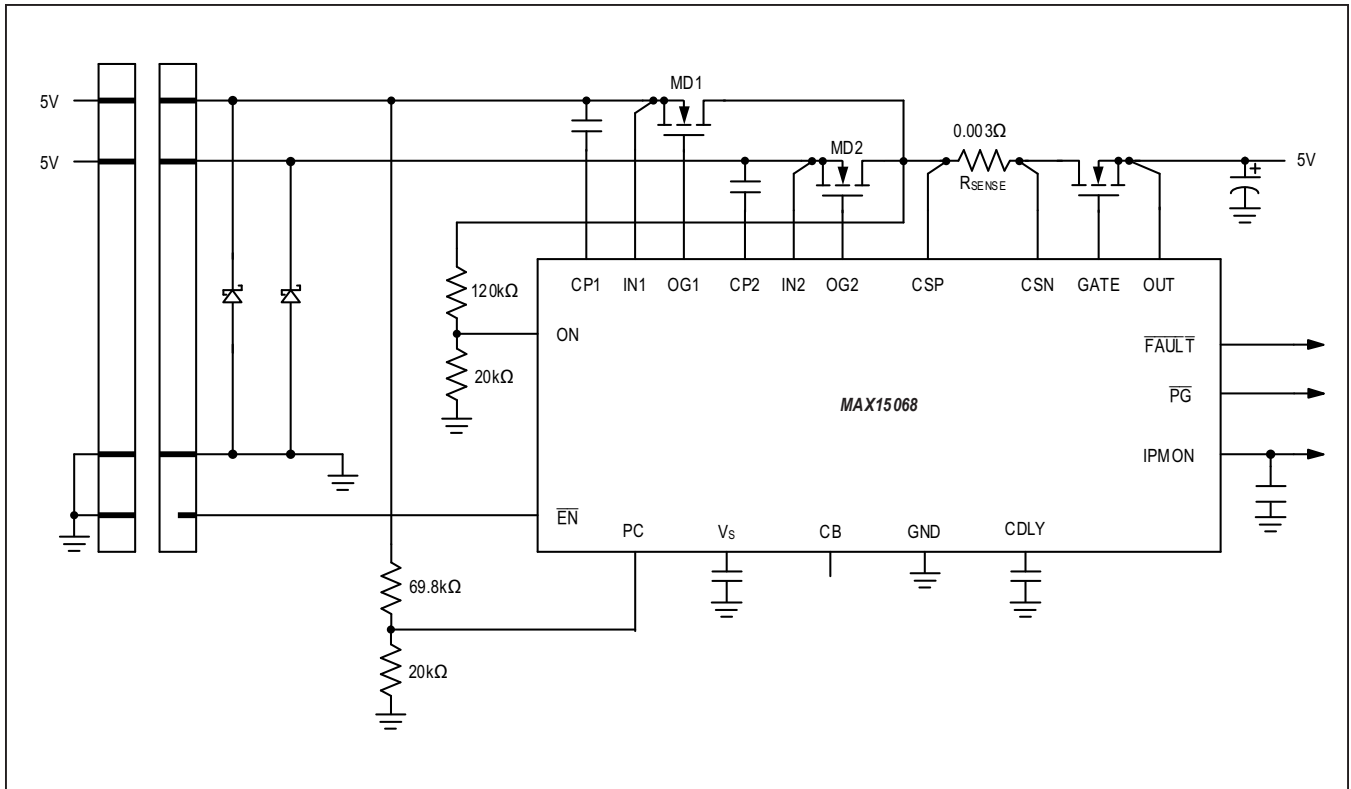 MD1
5V
0.003Ω
MD2
5V
5V
RSENSE
CP1 IN1 OG1 CP2 IN2 OG2 CSP CSN GATE OUT
120kΩ
ON
FAULT
20kΩ
PG
MAX15068
IPMON
EN
PC VS CB GND CDLY
69.8kΩ
20kΩ